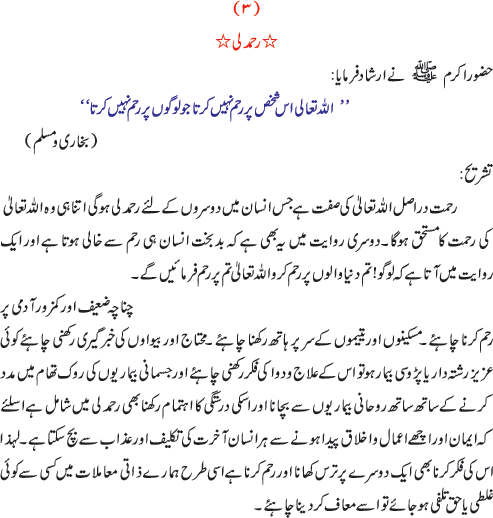 (۳)
☆ رحمدلی ☆
حضور اکرم ﷺ نے ارشاد فرمایا:
’’ اللہ تعالی اس شخص پر رحم نہیں کرتا جو لوگوں پر رحم نہیں کرتا‘‘
(بخاری و مسلم)
تشریح:
رحمت دراصل اللہ تعالیٰ کی صفت ہے جس انسان میں دوسروں کے لئے رحمدلی ہوگی اتنا ہی وہ اللہ تعالیٰ
کی رحمت کا مستحق ہوگا۔ دوسری روایت میں یہ بھی ہے کہ بدبخت انسان ہی رحم سے خالی ہوتا ہے اور ایک
روایت میں آتا ہے کہ لوگو! تم دنیا والوں پر رحم کرو اللہ تعالیٰ تم پر رحم فرمائیں گے۔
چناچہ ضعیف اور کمزور آدمی پر
رحم کرنا چاہئے۔ مسکینوں اور یتیموں کے سر پر ہاتھ رکھنا چاہئے۔ محتاج اور بیواوں کی خبر گیری رکھنی چاہئے کوئی
عزیز رشتہ دار یا پڑوسی بیمار ہو تو اس کے علاج و دوا کی فکر رکھنی چاہئے اور جسمانی بیماریوں کی روک تھام میں مدد
کرنے کے ساتھ ساتھ روحانی بیماریوں سے بچانا اور اسکی درستگی کا اہتمام رکھنا بھی رحمدلی میں شامل ہے اسلئے
کہ ایمان اور اچھے اعمال و اخلاق پیدا ہونے سے ہر انسان آخرت کی تکلیف اور عذاب سے بچ سکتا ہے۔ لہذا
اس کی فکر کرنا بھی ایک دوسرے پر ترس کھانا اور رحم کرنا ہے اسی طرح ہمارے ذاتی معاملات میں کسی سے کوئی
غلطی یا حق تلفی ہو جائے تو اسے معاف کر دینا چاہئے۔